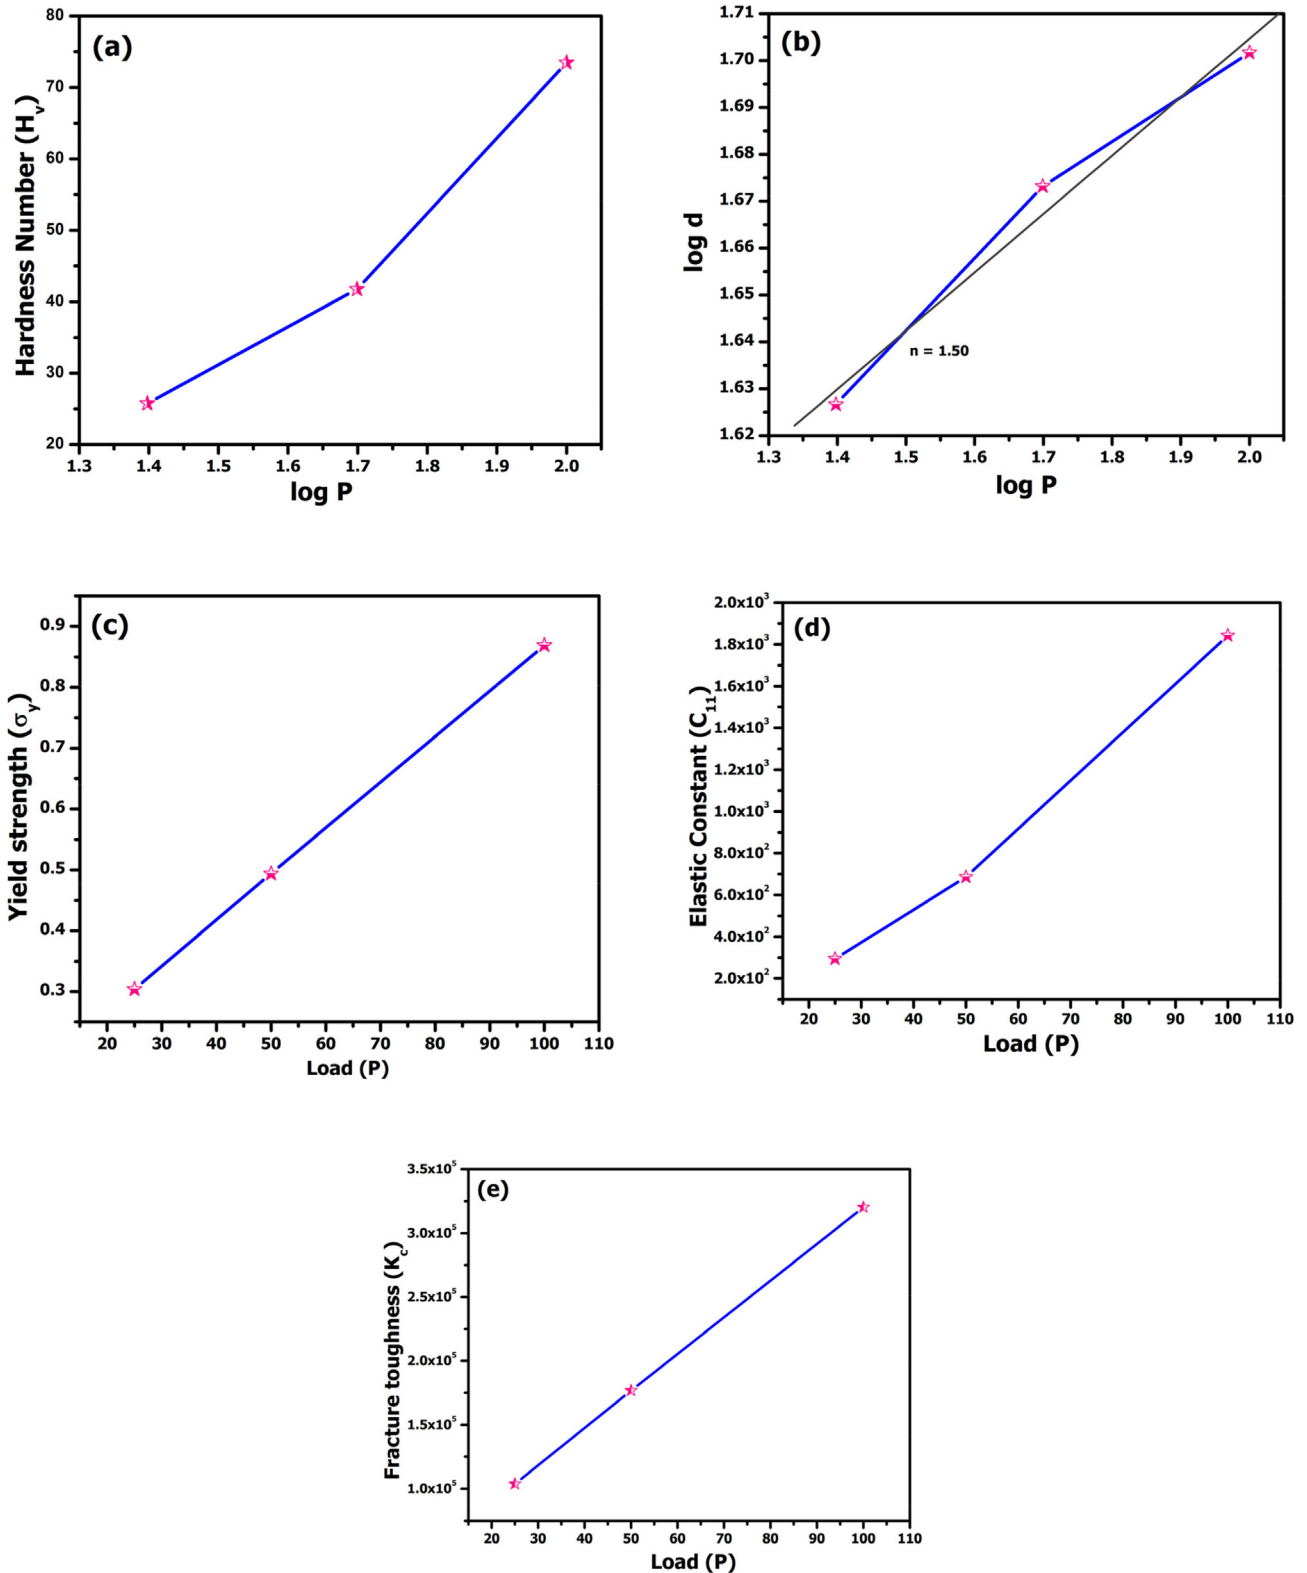 (a)
Hardness Number (Hᵥ)
80
70
60
50
40
30
20
1.3 1.4 1.5 1.6 1.7 1.8 1.9 2.0
log P
(b)
log d
1.71
1.70
1.69
1.68
1.67
1.66
1.65
1.64
1.63
1.62
n = 1.50
1.3 1.4 1.5 1.6 1.7 1.8 1.9 2.0
log P
(c)
Yield strength (σy)
0.9
0.8
0.7
0.6
0.5
0.4
0.3
20 30 40 50 60 70 80 90 100 110
Load (P)
(d)
Elastic Constant (C₁₁)
2.0x10³
1.8x10³
1.6x10³
1.4x10³
1.2x10³
1.0x10³
8.0x10²
6.0x10²
4.0x10²
2.0x10²
20 30 40 50 60 70 80 90 100 110
Load (P)
(e)
Fracture toughness (Kc)
3.5x10⁵
3.0x10⁵
2.5x10⁵
2.0x10⁵
1.5x10⁵
1.0x10⁵
20 30 40 50 60 70 80 90 100 110
Load (P)